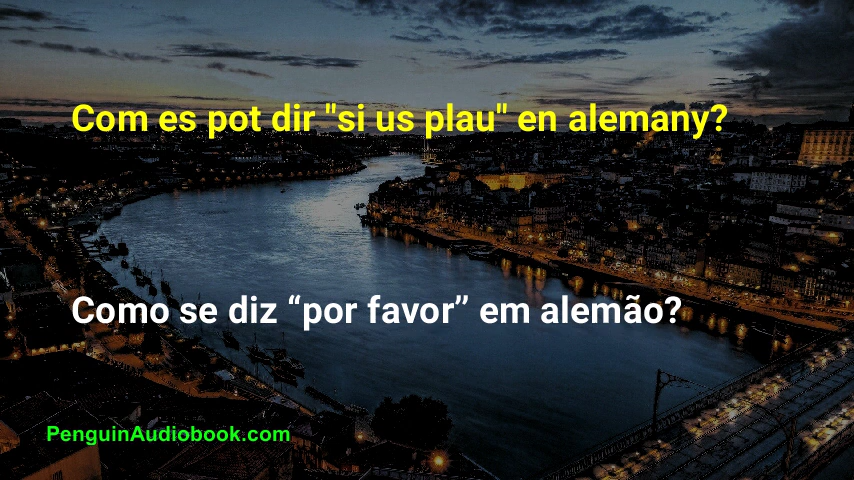 Com es pot dir "si us plau" en alemany?
Como se diz “por favor” em alemão?
PenguinAudiobook.com